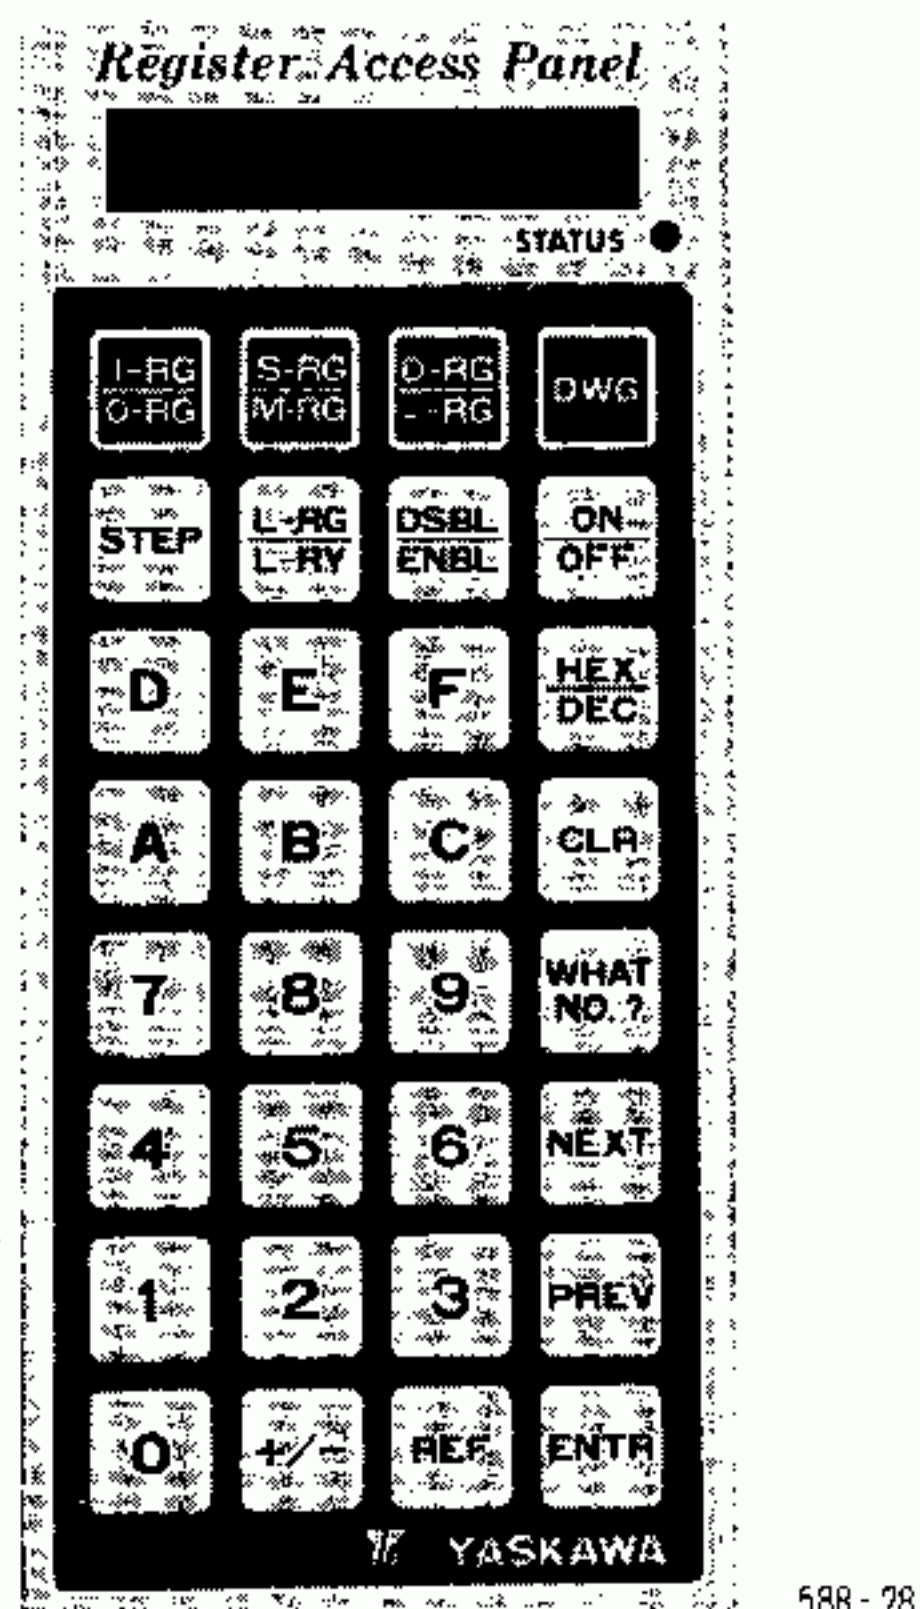 Register Access Panel
STATUS
I-RG S-RG D-RG DWG
O-RG M-RG -RG
STEP L-RG DSBL ON
L-RY ENBL OFF
D E F HEX
DEC
A B C CLR
7 8 9 WHAT
NO.?
4 5 6 NEXT
1 2 3 PREV
0 +/- REF ENTR
YASKAWA
588-28